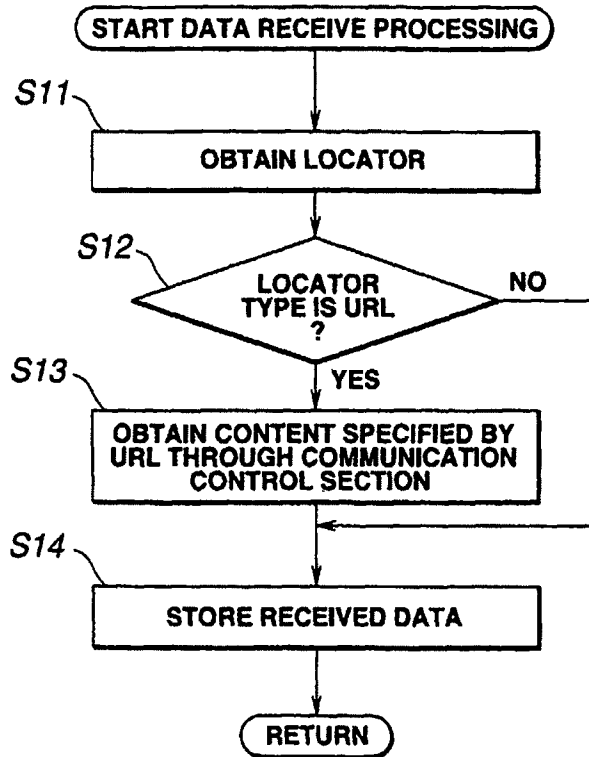 START DATA RECEIVE PROCESSING
S11
OBTAIN LOCATOR
S12
LOCATOR
TYPE IS URL
?
NO
YES
S13
OBTAIN CONTENT SPECIFIED BY
URL THROUGH COMMUNICATION
CONTROL SECTION
S14
STORE RECEIVED DATA
RETURN